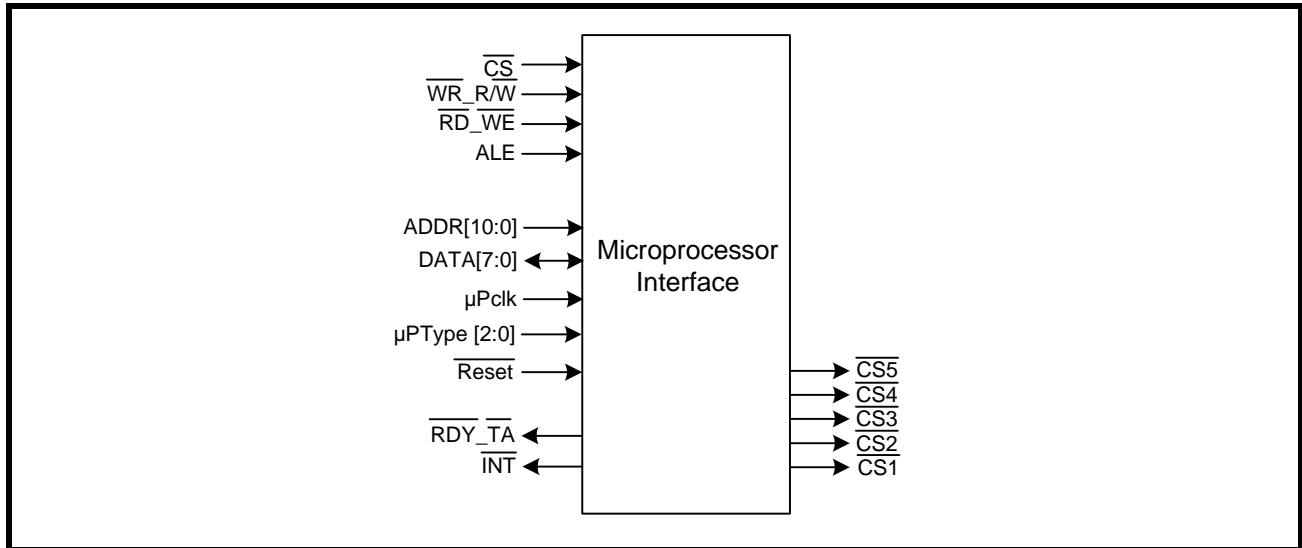 CS
WR_R/W
RD_WE
ALE
ADDR[10:0]
DATA[7:0]
µPclk
µPType [2:0]
Reset
RDY_TA
INT
Microprocessor
Interface
CS5
CS4
CS3
CS2
CS1